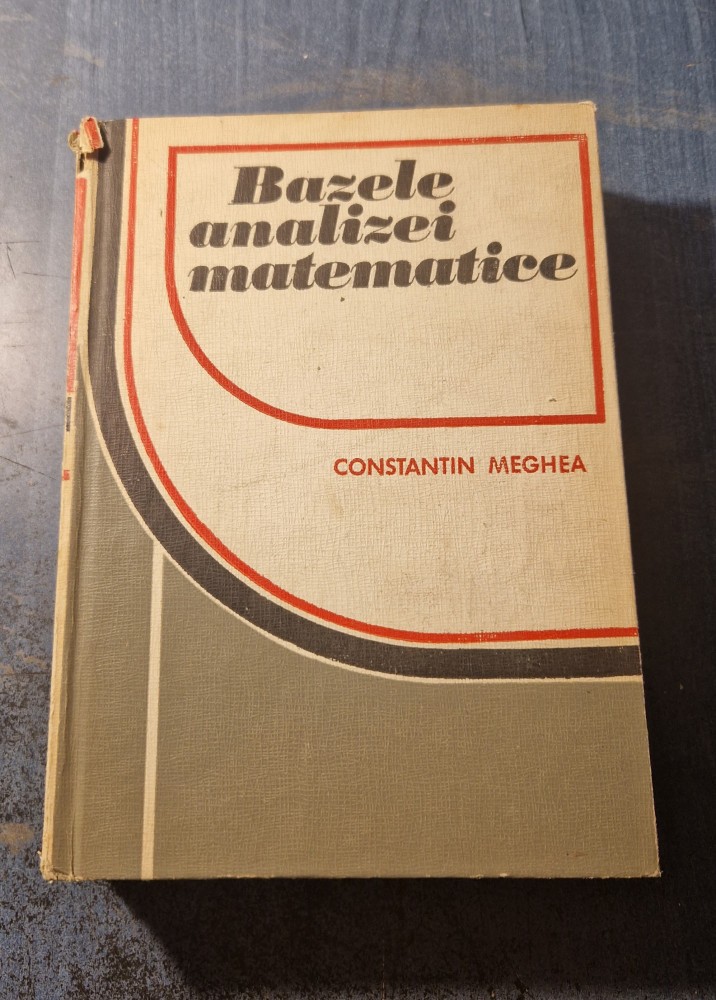 Bazele
analizei
matematice
CONSTANTIN MEGHEA